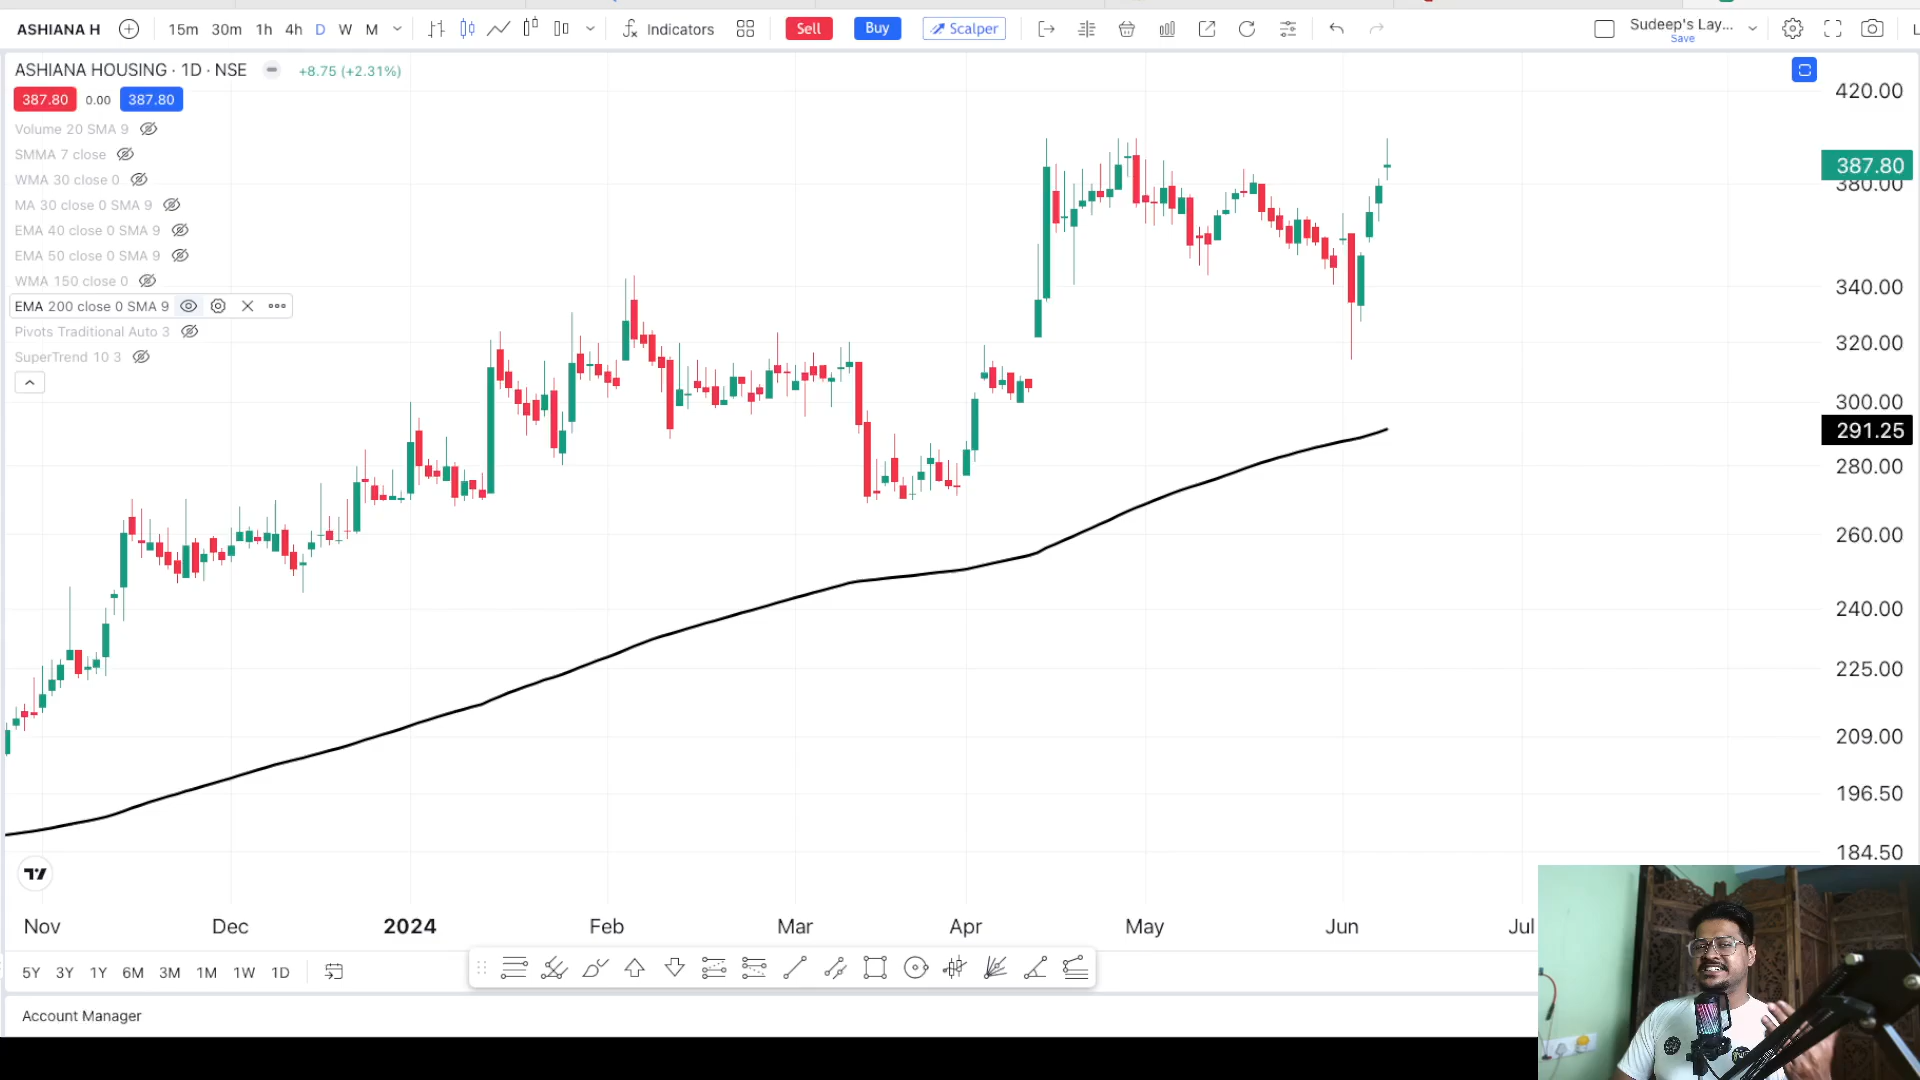 ASHIANA H 15m 30m 1h 4h D W M Indicators Sell Buy Scalper Sudeep's Lay...
Save
ASHIANA HOUSING · 1D · NSE +8.75 (+2.31%)
387.80 0.00 387.80
Volume 20 SMA 9
SMMA 7 close
WMA 30 close 0
MA 30 close 0 SMA 9
EMA 40 close 0 SMA 9
EMA 50 close 0 SMA 9
WMA 150 close 0
EMA 200 close 0 SMA 9
Pivots Traditional Auto 3
SuperTrend 10 3
420.00
387.80
380.00
340.00
320.00
300.00
291.25
280.00
260.00
240.00
225.00
209.00
196.50
184.50
Nov Dec 2024 Feb Mar Apr May Jun Jul
5Y 3Y 1Y 6M 3M 1M 1W 1D
Account Manager